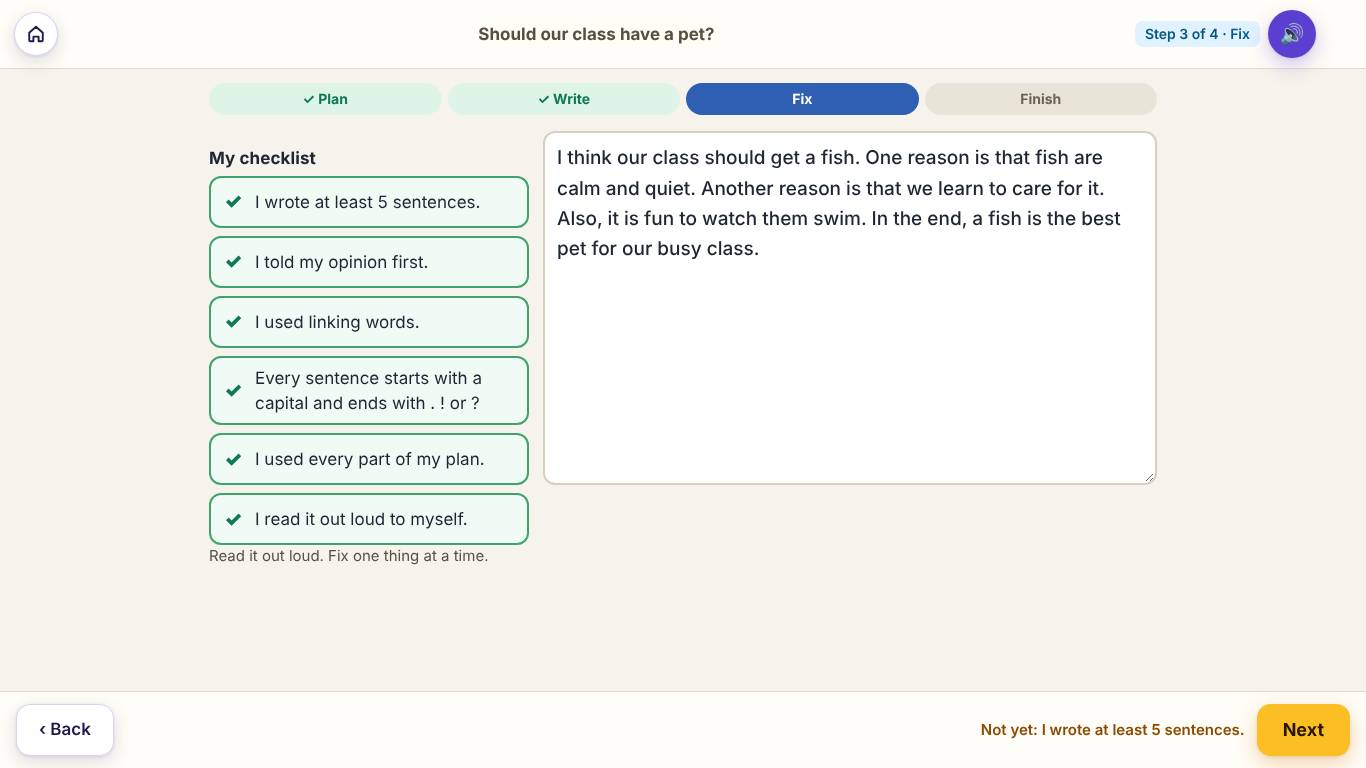 Should our class have a pet?
Step 3 of 4 · Fix
✓ Plan
✓ Write
Fix
Finish
My checklist
I wrote at least 5 sentences.
I told my opinion first.
I used linking words.
Every sentence starts with a
capital and ends with . ! or ?
I used every part of my plan.
I read it out loud to myself.
Read it out loud. Fix one thing at a time.
I think our class should get a fish. One reason is that fish are
calm and quiet. Another reason is that we learn to care for it.
Also, it is fun to watch them swim. In the end, a fish is the best
pet for our busy class.
‹ Back
Not yet: I wrote at least 5 sentences.
Next